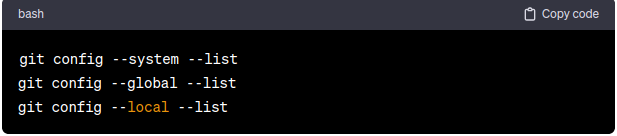 bash
Copy code
git config --system --list
git config --global --list
git config --local --list